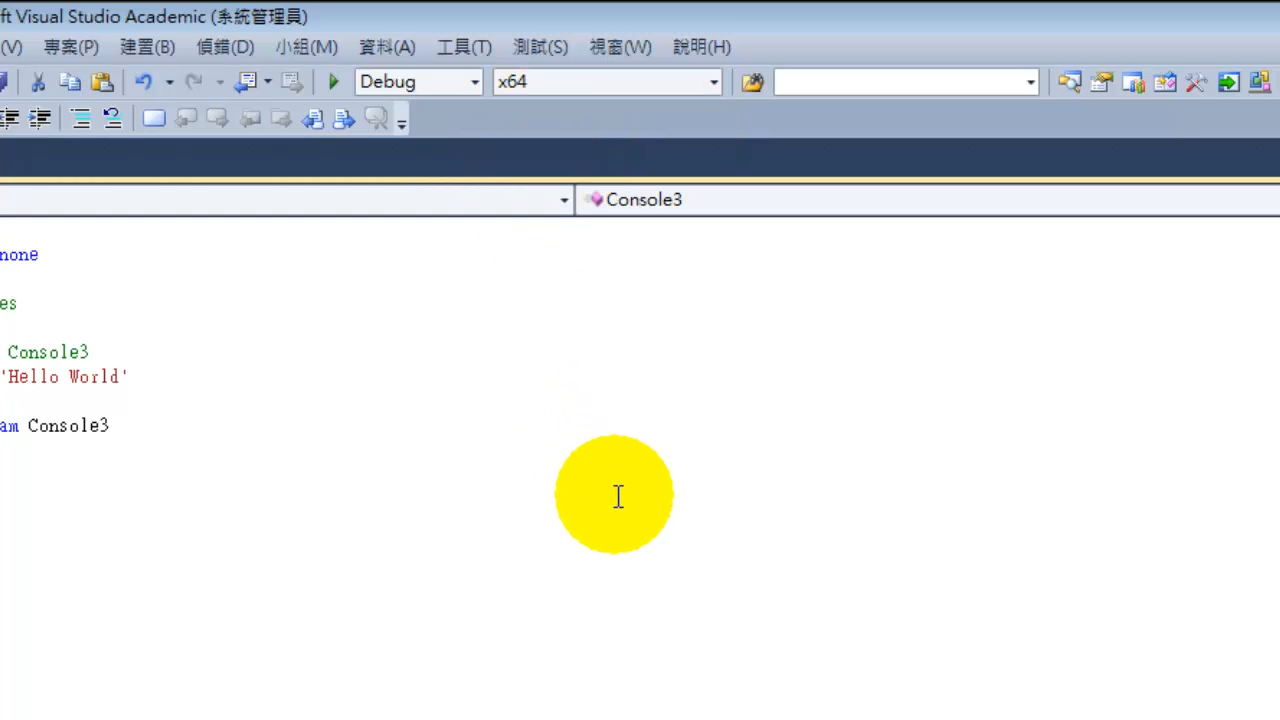 ft Visual Studio Academic (系統管理員)
(V) 專案(P) 建置(B) 偵錯(D) 小組(M) 資料(A) 工具(T) 測試(S) 視窗(W) 說明(H)
Debug x64
Console3
none
es
Console3
'Hello World'
am Console3